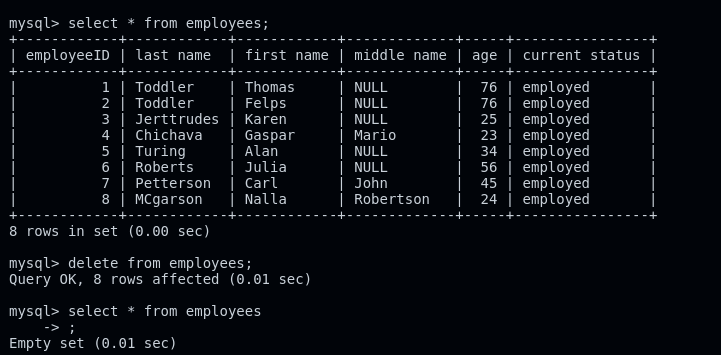 mysql> select * from employees;
+------------+------------+------------+-------------+-----+----------------+
| employeeID | last name  | first name | middle name | age | current status |
+------------+------------+------------+-------------+-----+----------------+
|          1 | Toddler    | Thomas     | NULL        |  76 | employed       |
|          2 | Toddler    | Felps      | NULL        |  76 | employed       |
|          3 | Jerttrudes | Karen      | NULL        |  25 | employed       |
|          4 | Chichava   | Gaspar     | Mario       |  23 | employed       |
|          5 | Turing     | Alan       | NULL        |  34 | employed       |
|          6 | Roberts    | Julia      | NULL        |  56 | employed       |
|          7 | Petterson  | Carl       | John        |  45 | employed       |
|          8 | MCgarson   | Nalla      | Robertson   |  24 | employed       |
+------------+------------+------------+-------------+-----+----------------+
8 rows in set (0.00 sec)

mysql> delete from employees;
Query OK, 8 rows affected (0.01 sec)

mysql> select * from employees
    -> ;
Empty set (0.01 sec)